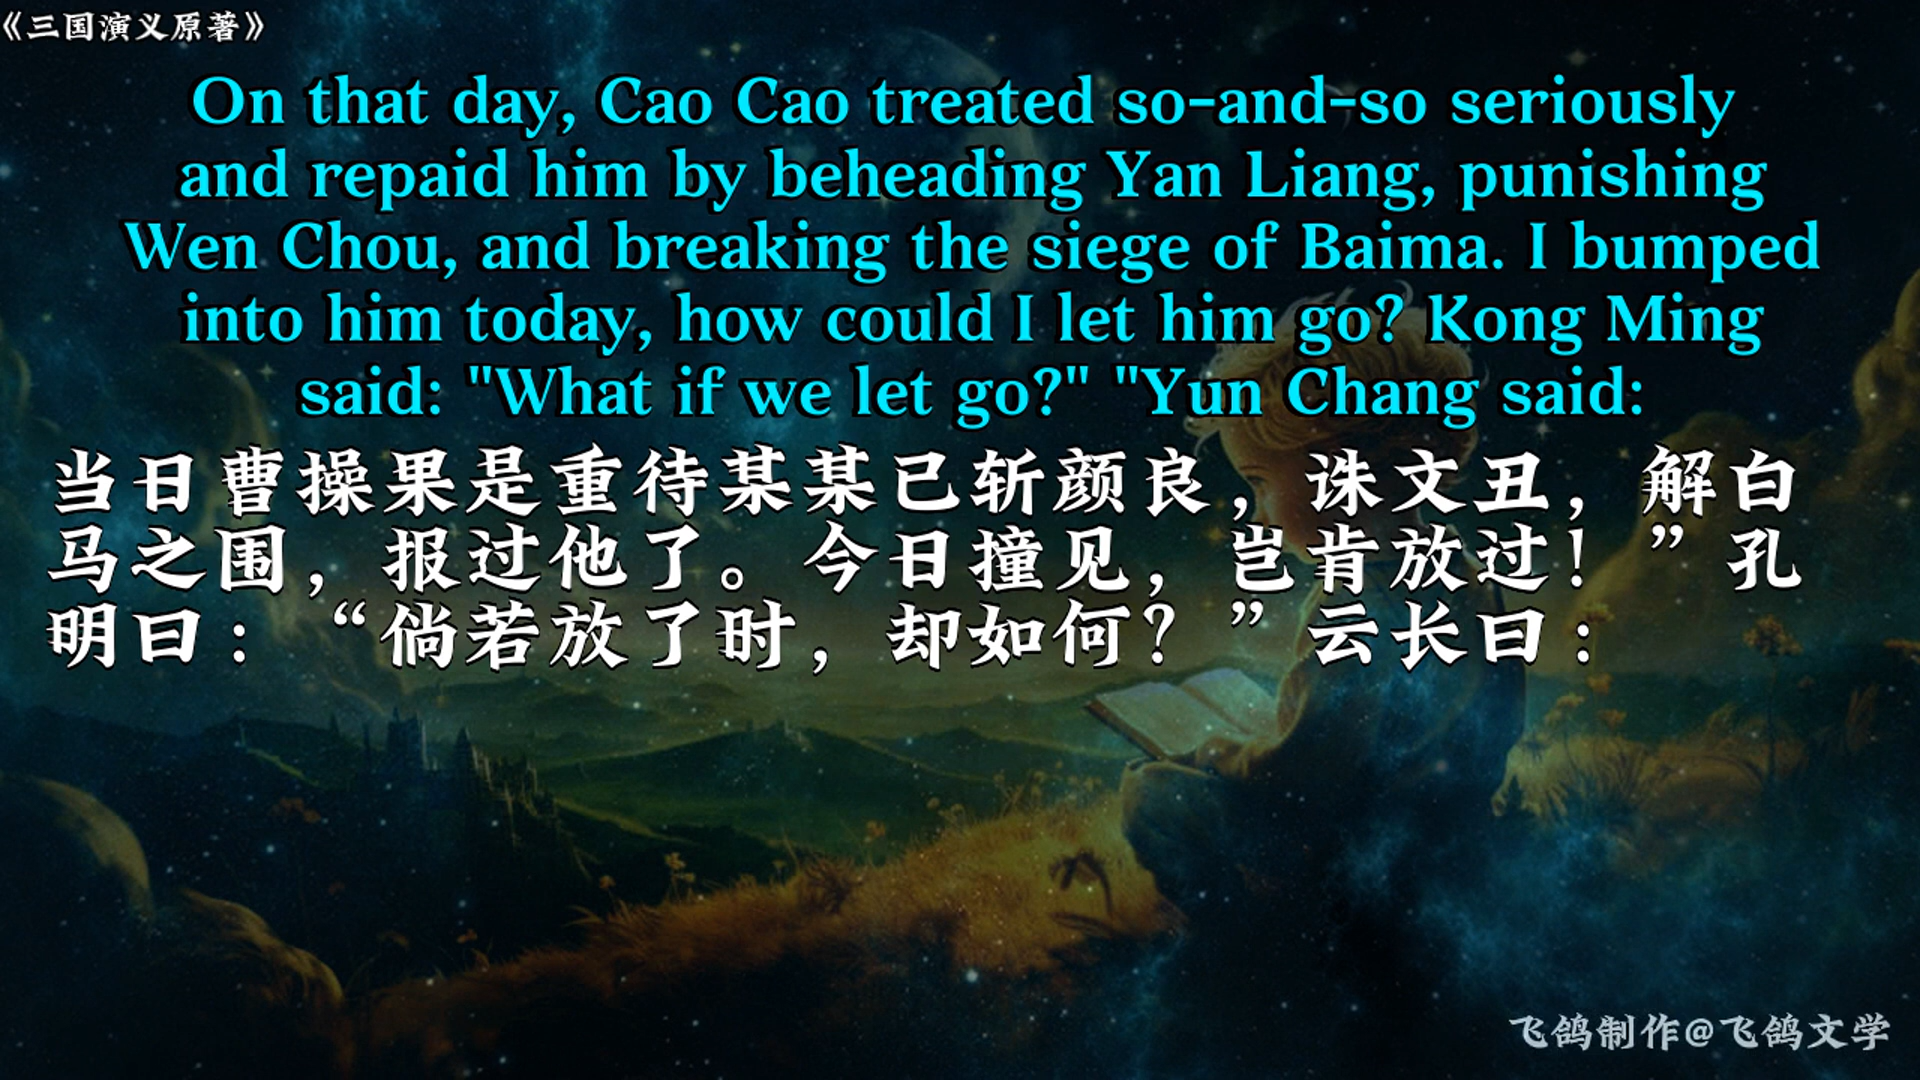 《三国演义原著》
On that day, Cao Cao treated so-and-so seriously
and repaid him by beheading Yan Liang, punishing
Wen Chou, and breaking the siege of Baima. I bumped
into him today, how could I let him go? Kong Ming
said: "What if we let go?" "Yun Chang said:
当日曹操果是重待某某已斩颜良，诛文丑，解白
马之围，报过他了。今日撞见，岂肯放过！”孔
明曰：“倘若放了时，却如何？”云长曰：
飞鸽制作@飞鸽文学